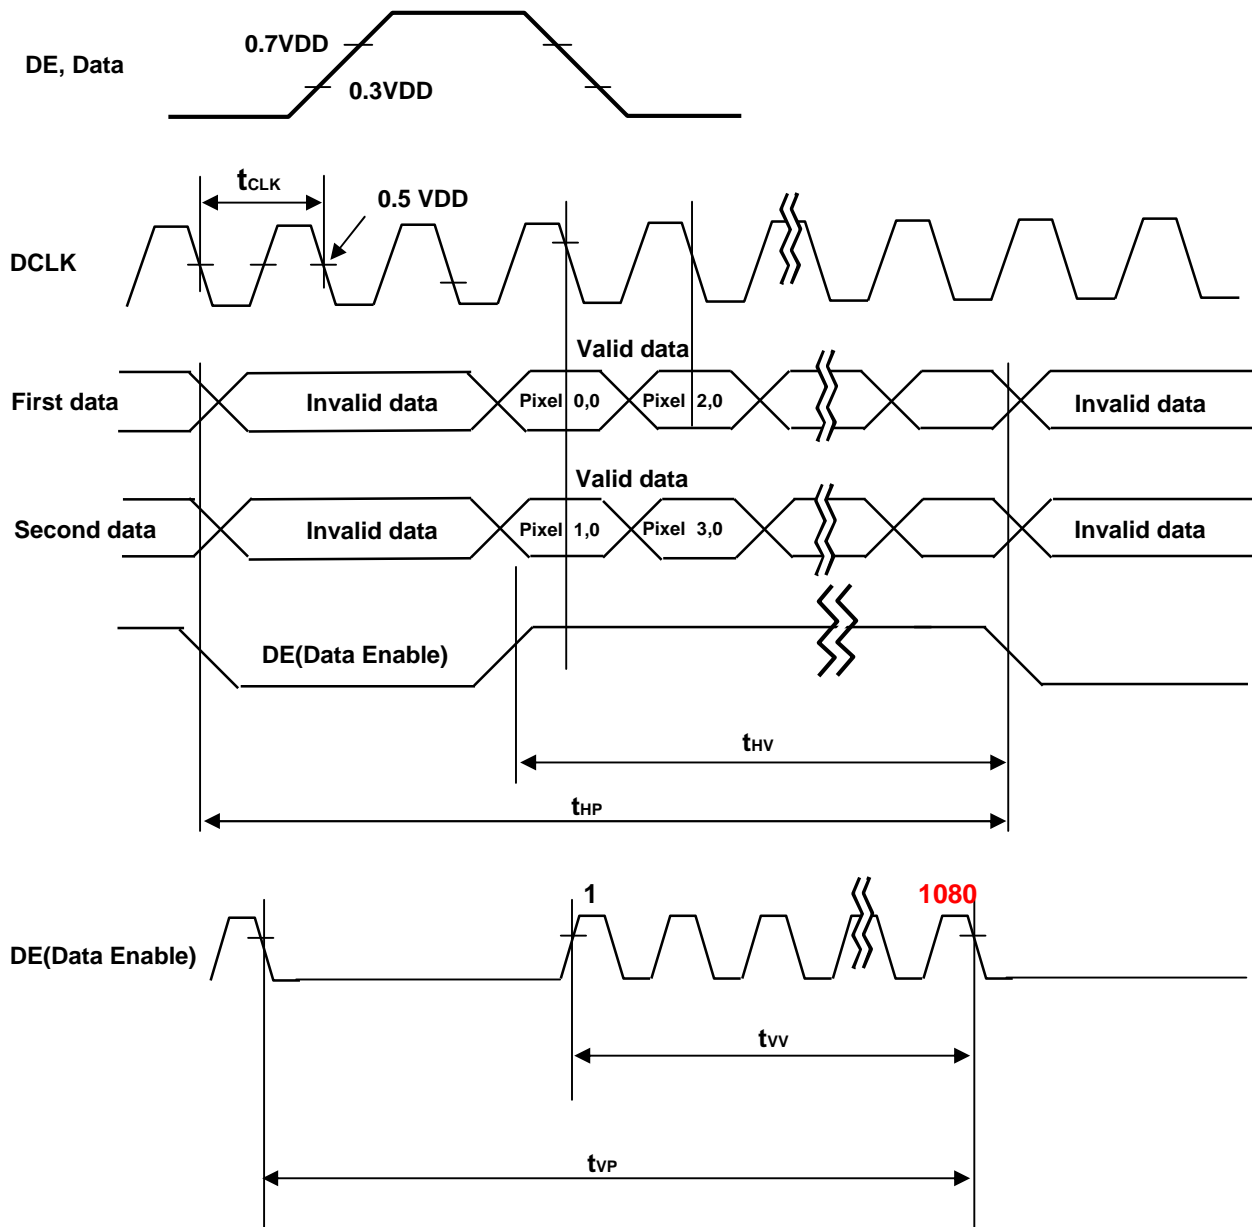 0.7VDD
DE, Data
0.3VDD
tCLK
0.5 VDD
DCLK
Valid data
First data
Invalid data
Pixel 0,0
Pixel 2,0
Invalid data
Valid data
Second data
Invalid data
Pixel 1,0
Pixel 3,0
Invalid data
DE(Data Enable)
tHV
tHP
1
1080
DE(Data Enable)
tVV
tVP